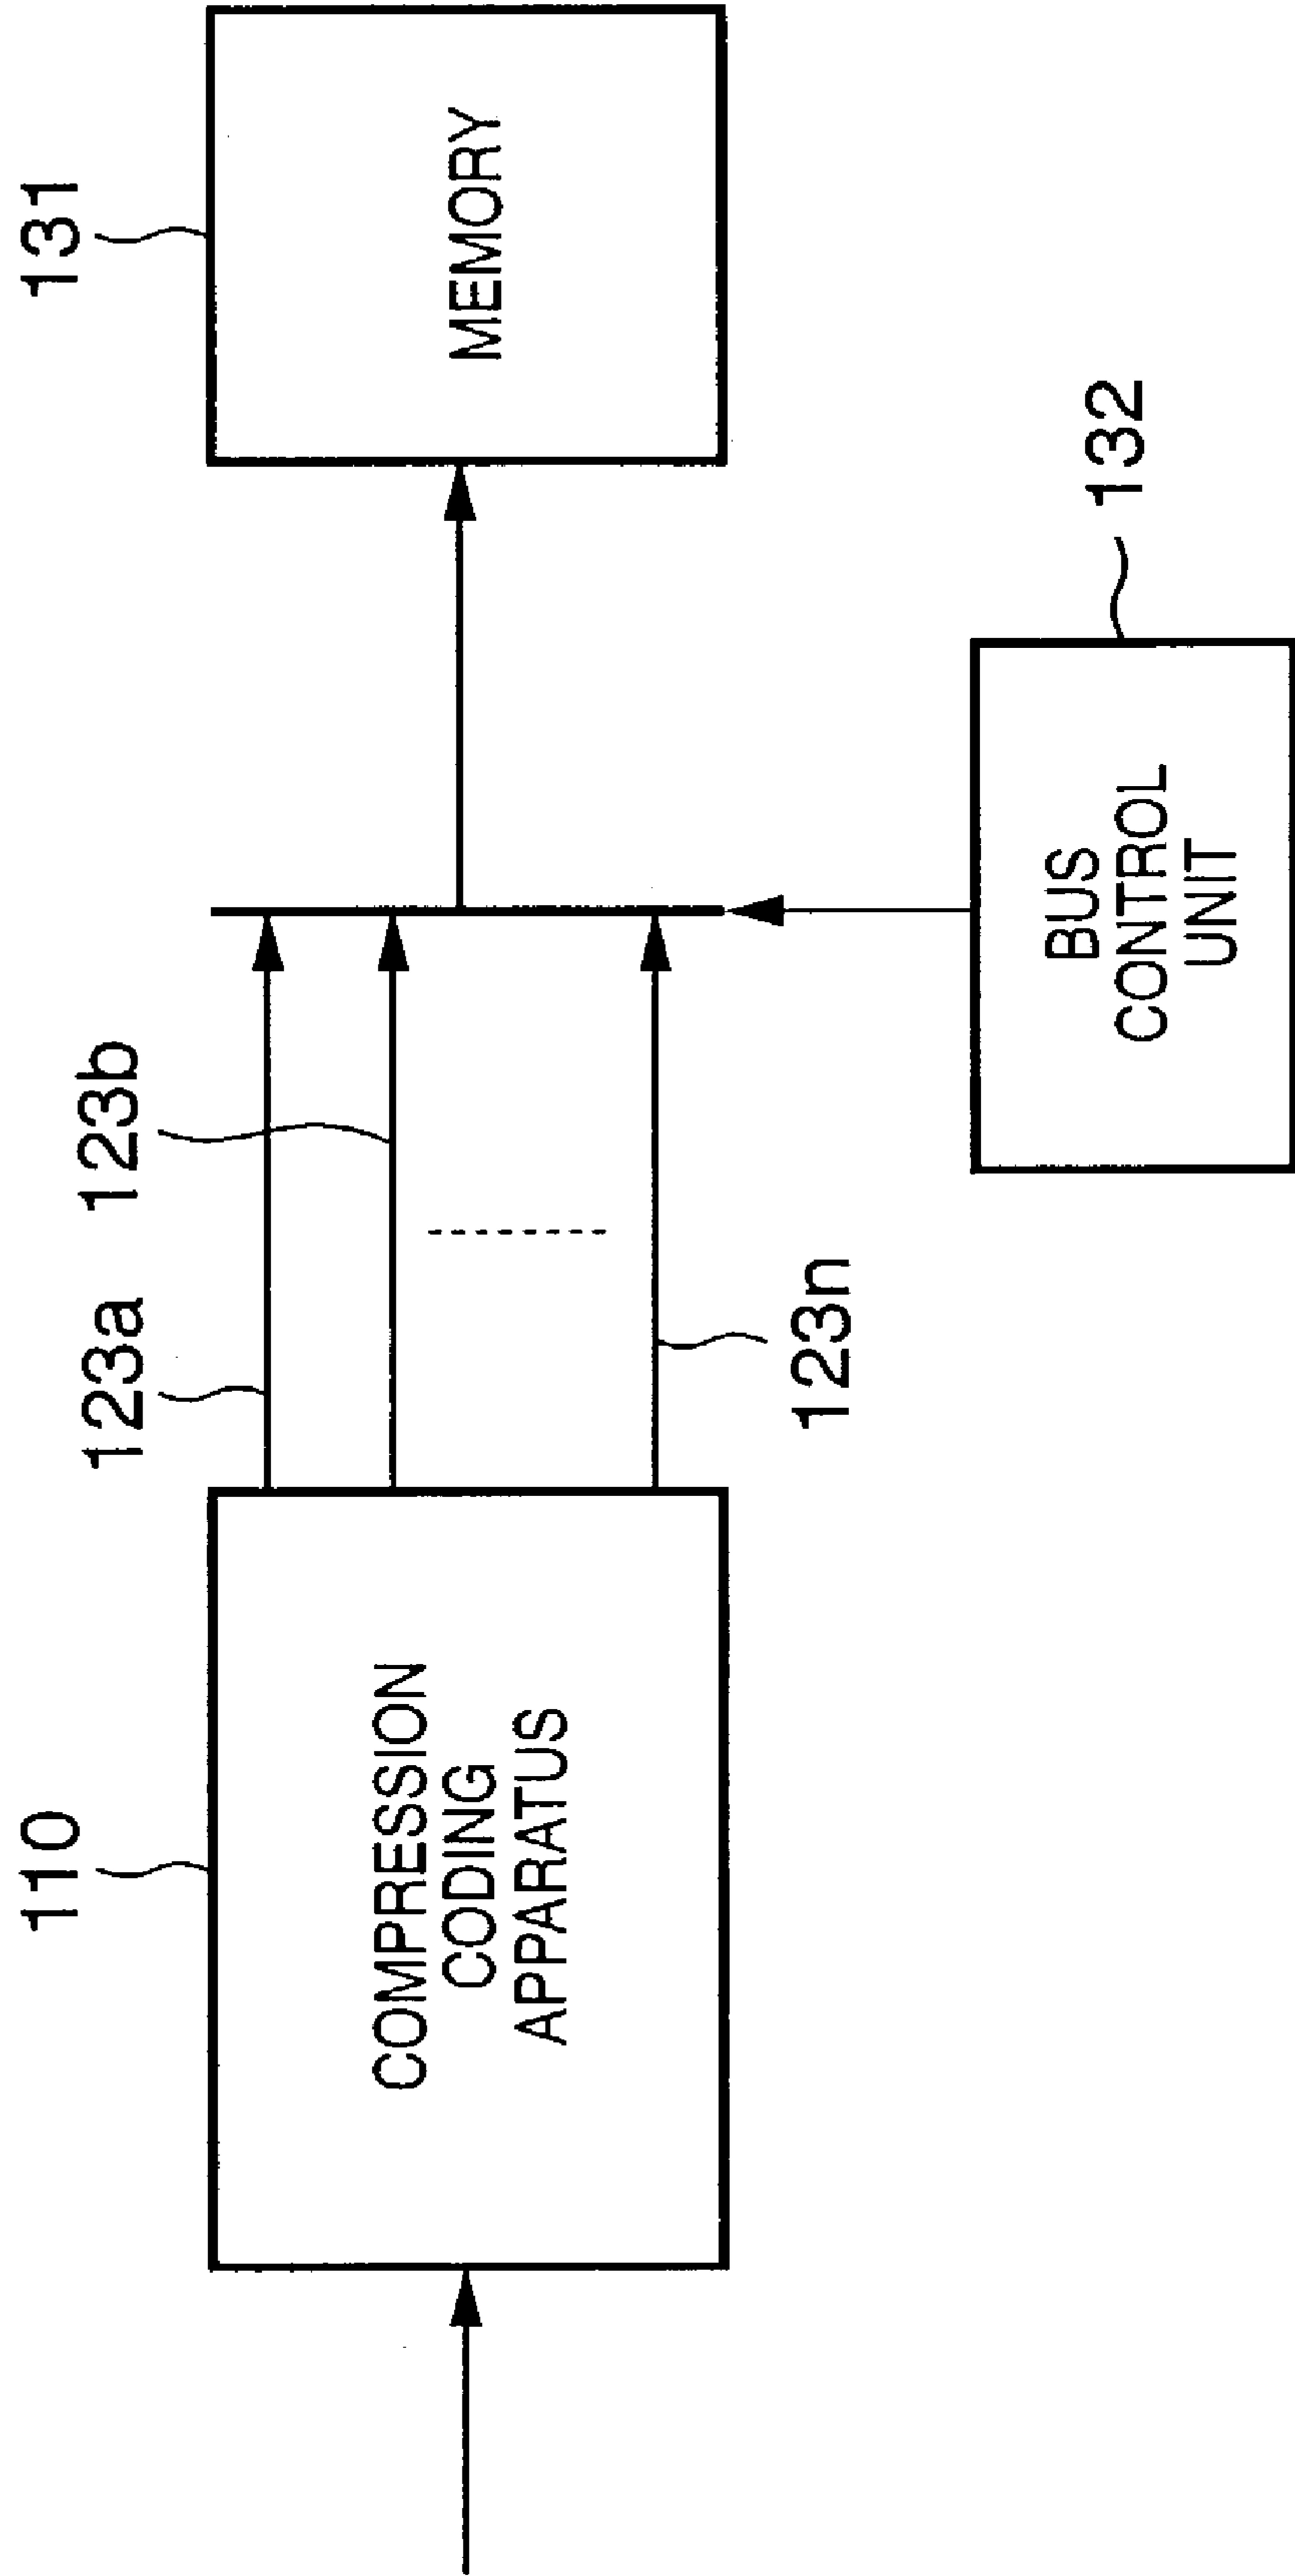 110
123a
123b
131
COMPRESSION
CODING
APPARATUS
MEMORY
123n
BUS
CONTROL
UNIT
132